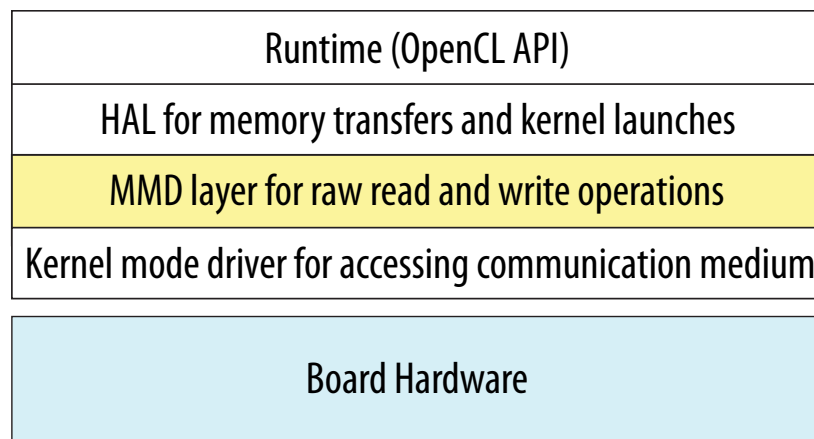 Runtime (OpenCL API)
HAL for memory transfers and kernel launches
MMD layer for raw read and write operations
Kernel mode driver for accessing communication medium
Board Hardware